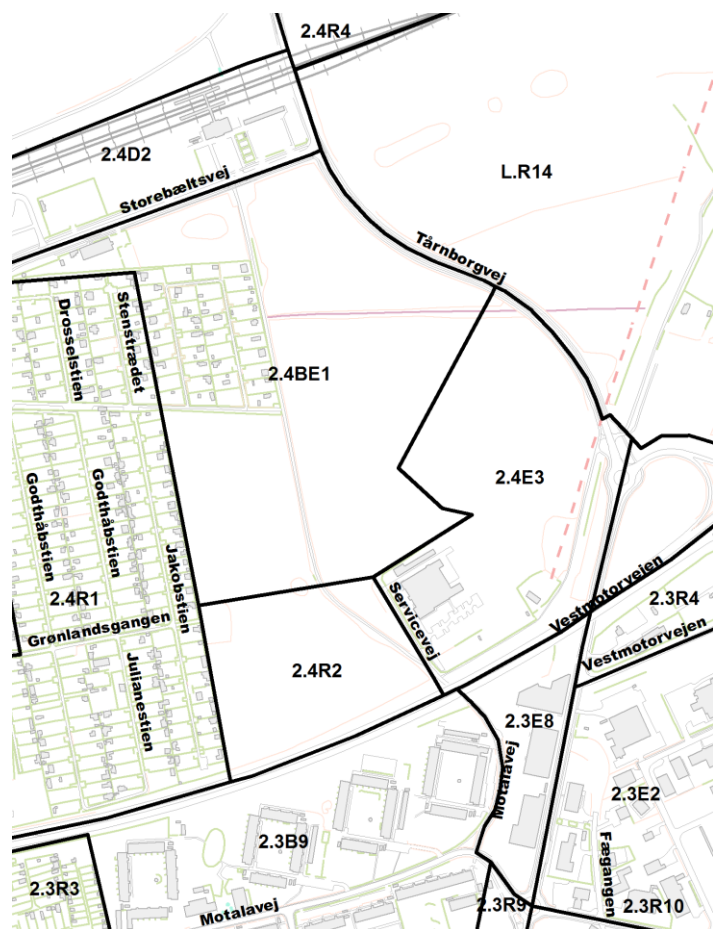 2.4R4
2.4D2
L.R14
Storebæltsvej
Tårnborgvej
Drosselstien
Stenstrædet
2.4BE1
2.4E3
Godthåbstien
Godthåbstien
Jakobstien
2.4R1
Grønlandsgangen
Servicevej
Vestmotorvejen
2.3R4
Vestmotorvejen
Julianestien
2.4R2
2.3E8
Motalavej
2.3E2
2.3B9
Fægangen
2.3R3
Motalavej
2.3R9
2.3R10